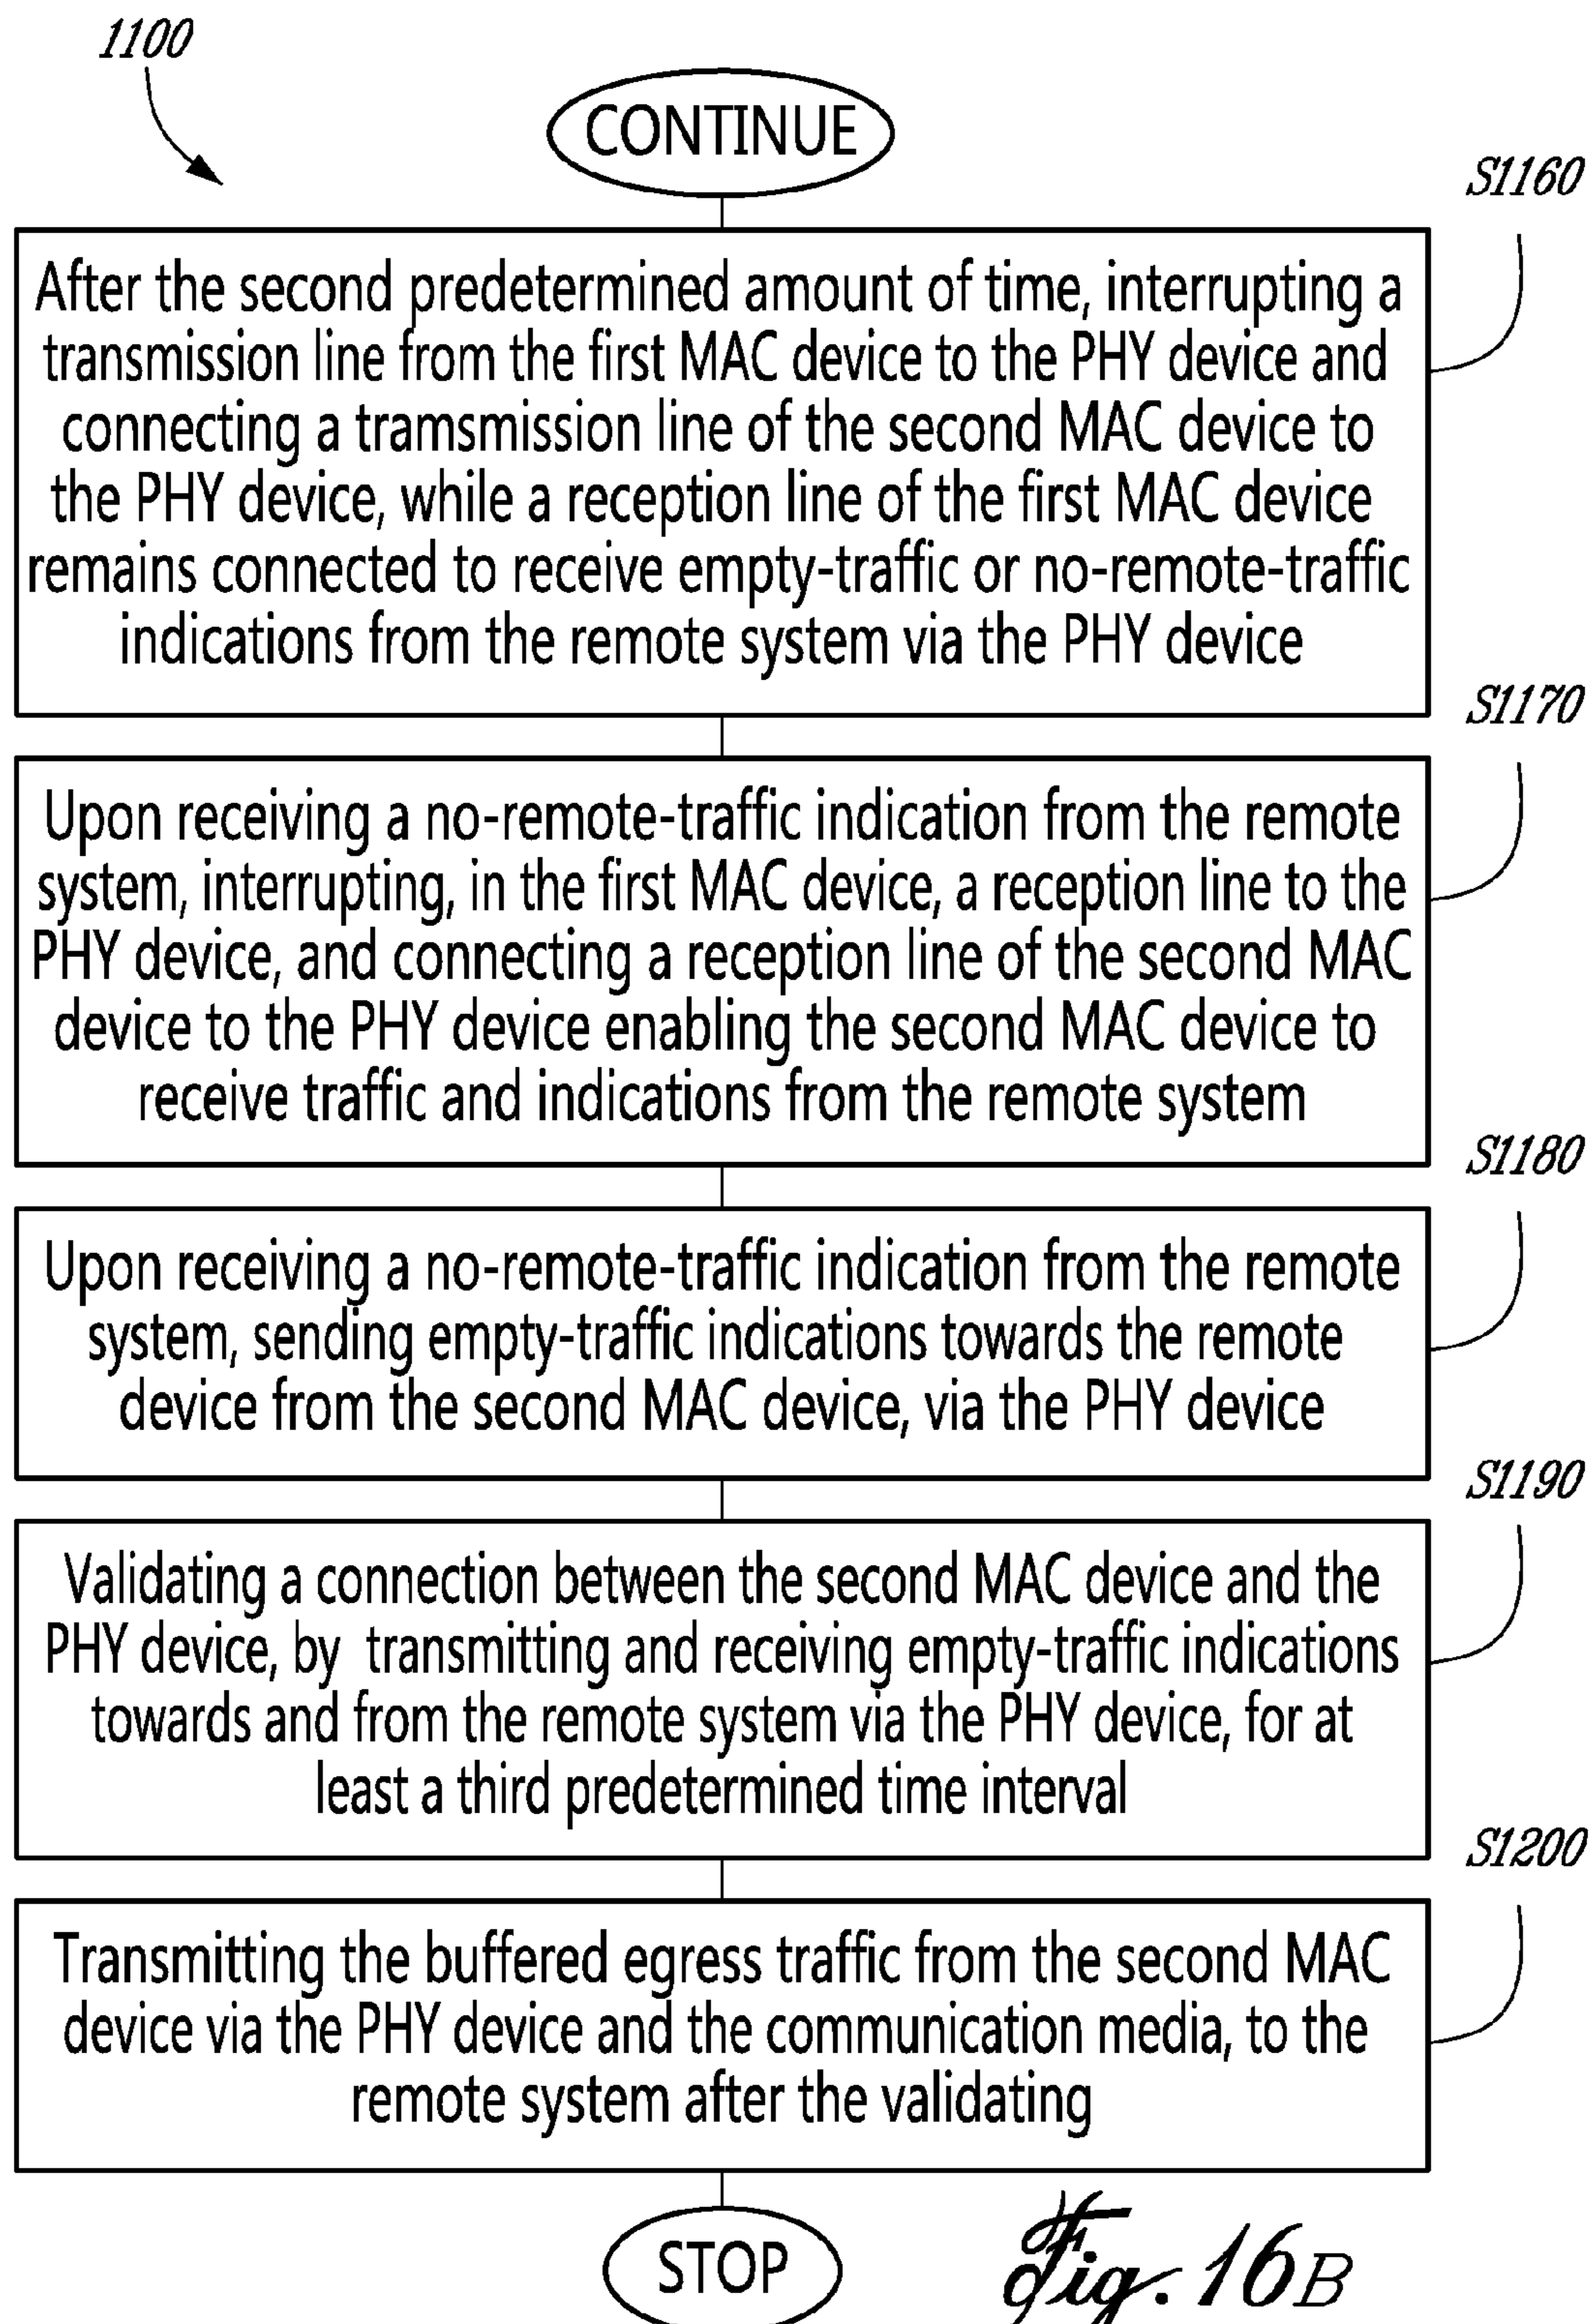 1100
CONTINUE
S1160
After the second predetermined amount of time, interrupting a
transmission line from the first MAC device to the PHY device and
connecting a tramsmission line of the second MAC device to
the PHY device, while a reception line of the first MAC device
remains connected to receive empty-traffic or no-remote-traffic
indications from the remote system via the PHY device
S1170
Upon receiving a no-remote-traffic indication from the remote
system, interrupting, in the first MAC device, a reception line to the
PHY device, and connecting a reception line of the second MAC
device to the PHY device enabling the second MAC device to
receive traffic and indications from the remote system
S1180
Upon receiving a no-remote-traffic indication from the remote
system, sending empty-traffic indications towards the remote
device from the second MAC device, via the PHY device
S1190
Validating a connection between the second MAC device and the
PHY device, by transmitting and receiving empty-traffic indications
towards and from the remote system via the PHY device, for at
least a third predetermined time interval
S1200
Transmitting the buffered egress traffic from the second MAC
device via the PHY device and the communication media, to the
remote system after the validating
STOP
Fig. 16B